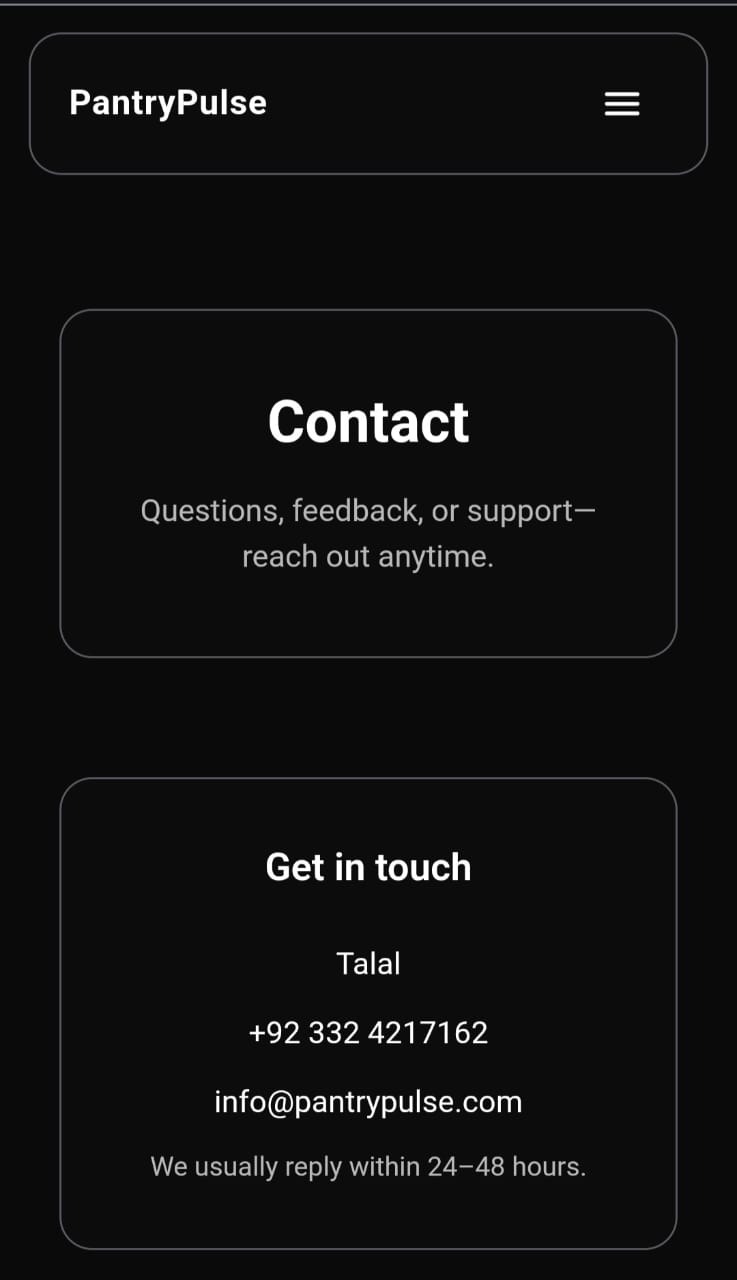 PantryPulse
Contact
Questions, feedback, or support—
reach out anytime.
Get in touch
Talal
+92 332 4217162
info@pantrypulse.com
We usually reply within 24–48 hours.